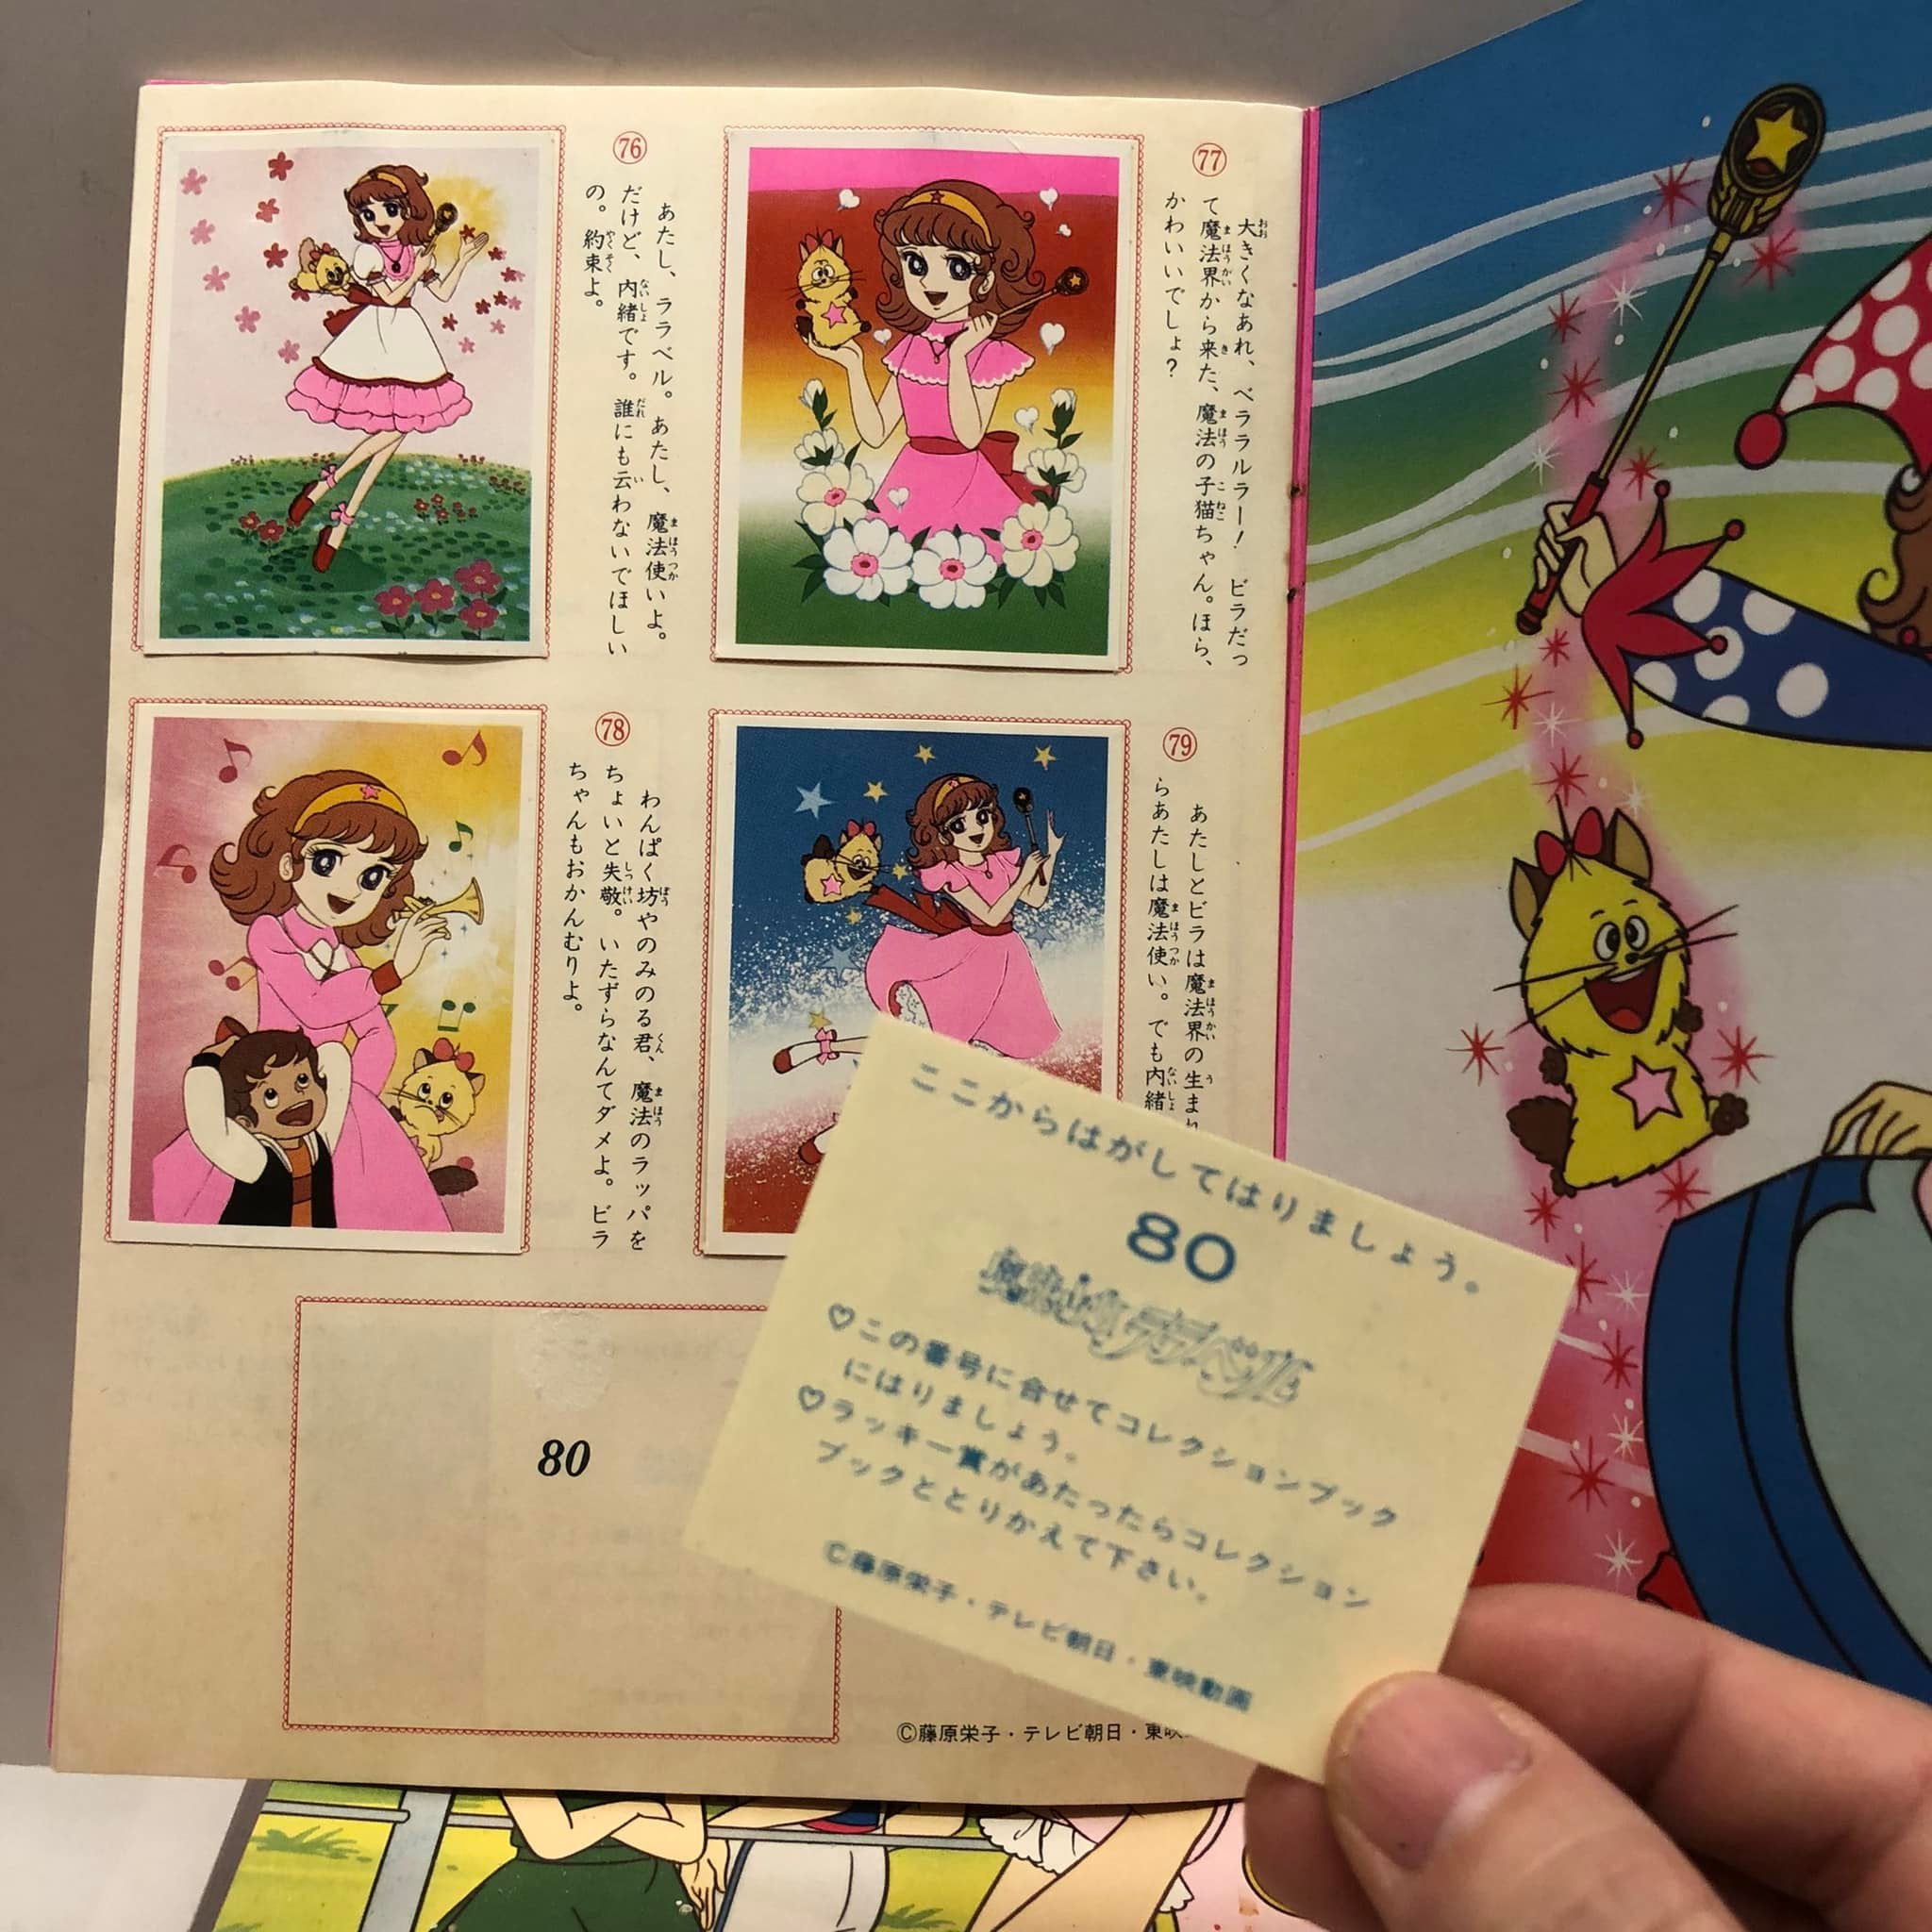 76
あたし、ララベル。あたし、魔法使いよ。
だけど、内緒です。誰にも云わないでほしい
の。約束よ。
77
大きくなあれ、ベラララルラー! ビラだっ
て魔法界から来た、魔法の子猫ちゃん。ほら、
かわいいでしょ?
78
わんぱく坊やのみのる君、魔法のラッパを
ちょいと失敬。いたずらなんてダメよ。ビラ
ちゃんもおかんむりよ。
79
あたしとビラは魔法界の生まれ
らあたしは魔法使い。でも内緒
80
©藤原栄子・テレビ朝日・東映
ここからはがしてはりましょう。
80
魔法少女ララベル
♡この番号に合せてコレクションブック
にはりましょう。
♡ラッキー賞があたったらコレクション
ブックととりかえて下さい。
©藤原栄子・テレビ朝日・東映動画